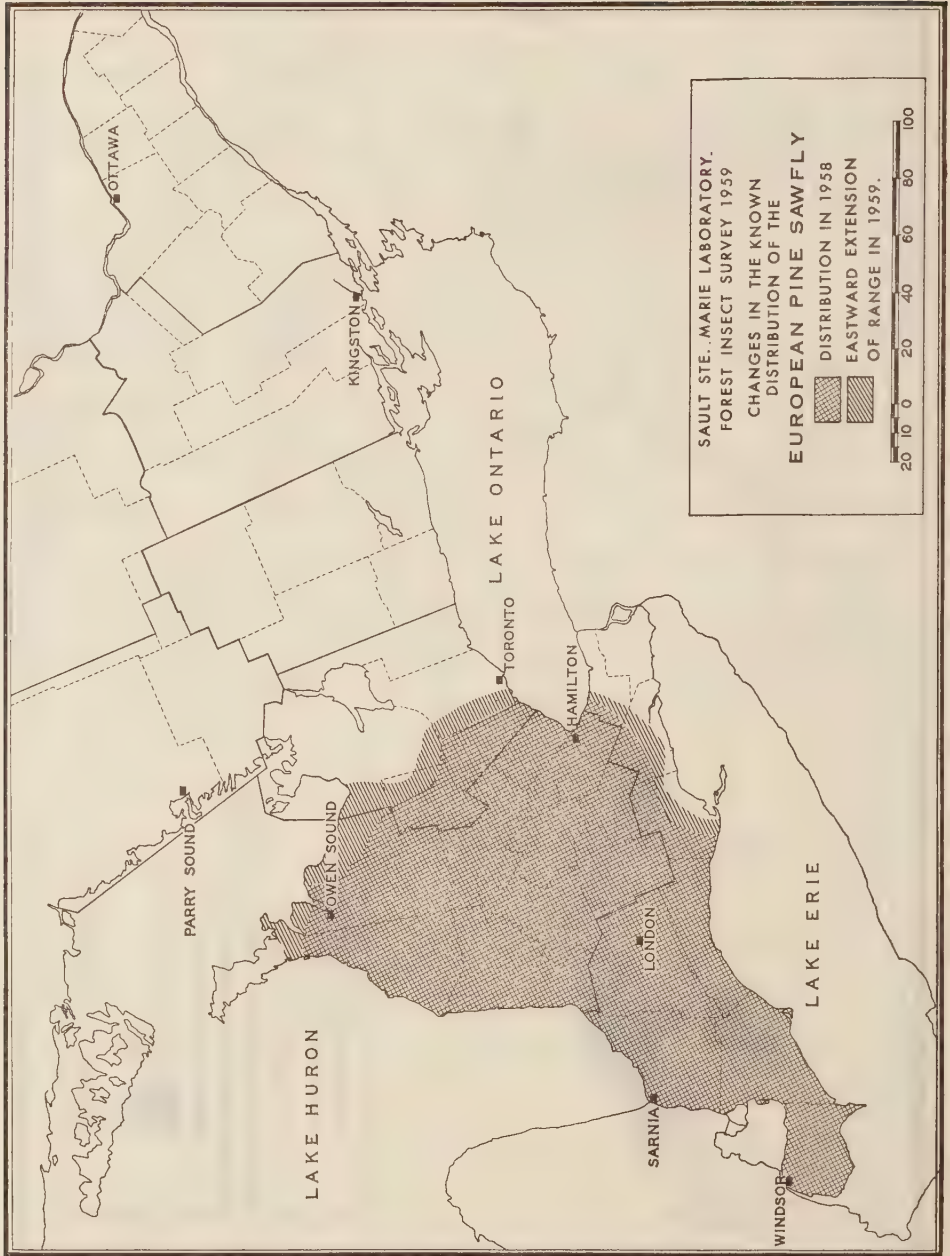 OTTAWA
KINGSTON
PARRY SOUND
LAKE ONTARIO
TORONTO
HAMILTON
OWEN SOUND
LONDON
LAKE HURON
LAKE ERIE
SARNIA
WINDSOR
SAULT STE. MARIE LABORATORY.
FOREST INSECT SURVEY 1959
CHANGES IN THE KNOWN
DISTRIBUTION OF THE
EUROPEAN PINE SAWFLY
DISTRIBUTION IN 1958
EASTWARD EXTENSION
OF RANGE IN 1959.
20 10 0 20 40 60 80 100